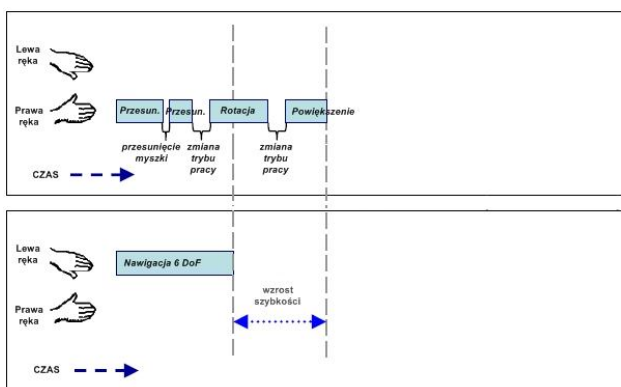 Lewa
ręka
Prawa
ręka
Przesun.
Przesun.
Rotacja
Powiększenie
przesunięcie
myszki
zmiana
trybu
pracy
zmiana
trybu
pracy
CZAS
Lewa
ręka
Nawigacja 6 DoF
Prawa
ręka
wzrost
szybkości
CZAS